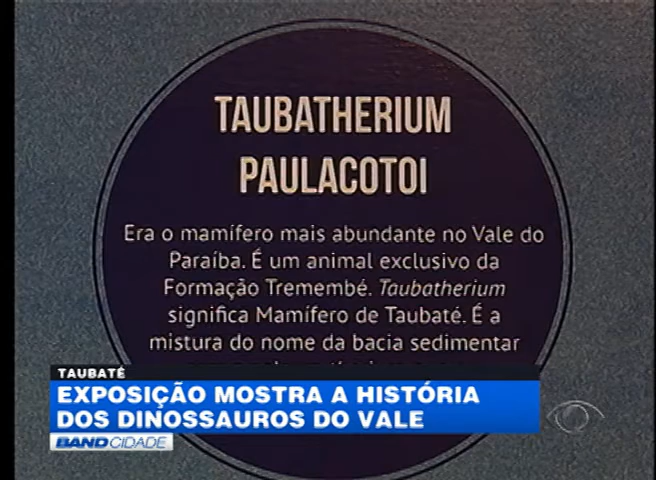 TAUBATHERIUM
PAULACOTOI
Era o mamífero mais abundante no Vale do
Paraíba. É um animal exclusivo da
Formação Tremembé. Taubatherium
significa Mamífero de Taubaté. É a
mistura do nome da bacia sedimentar
TAUBATÉ
EXPOSIÇÃO MOSTRA A HISTÓRIA
DOS DINOSSAUROS DO VALE
BAND CIDADE